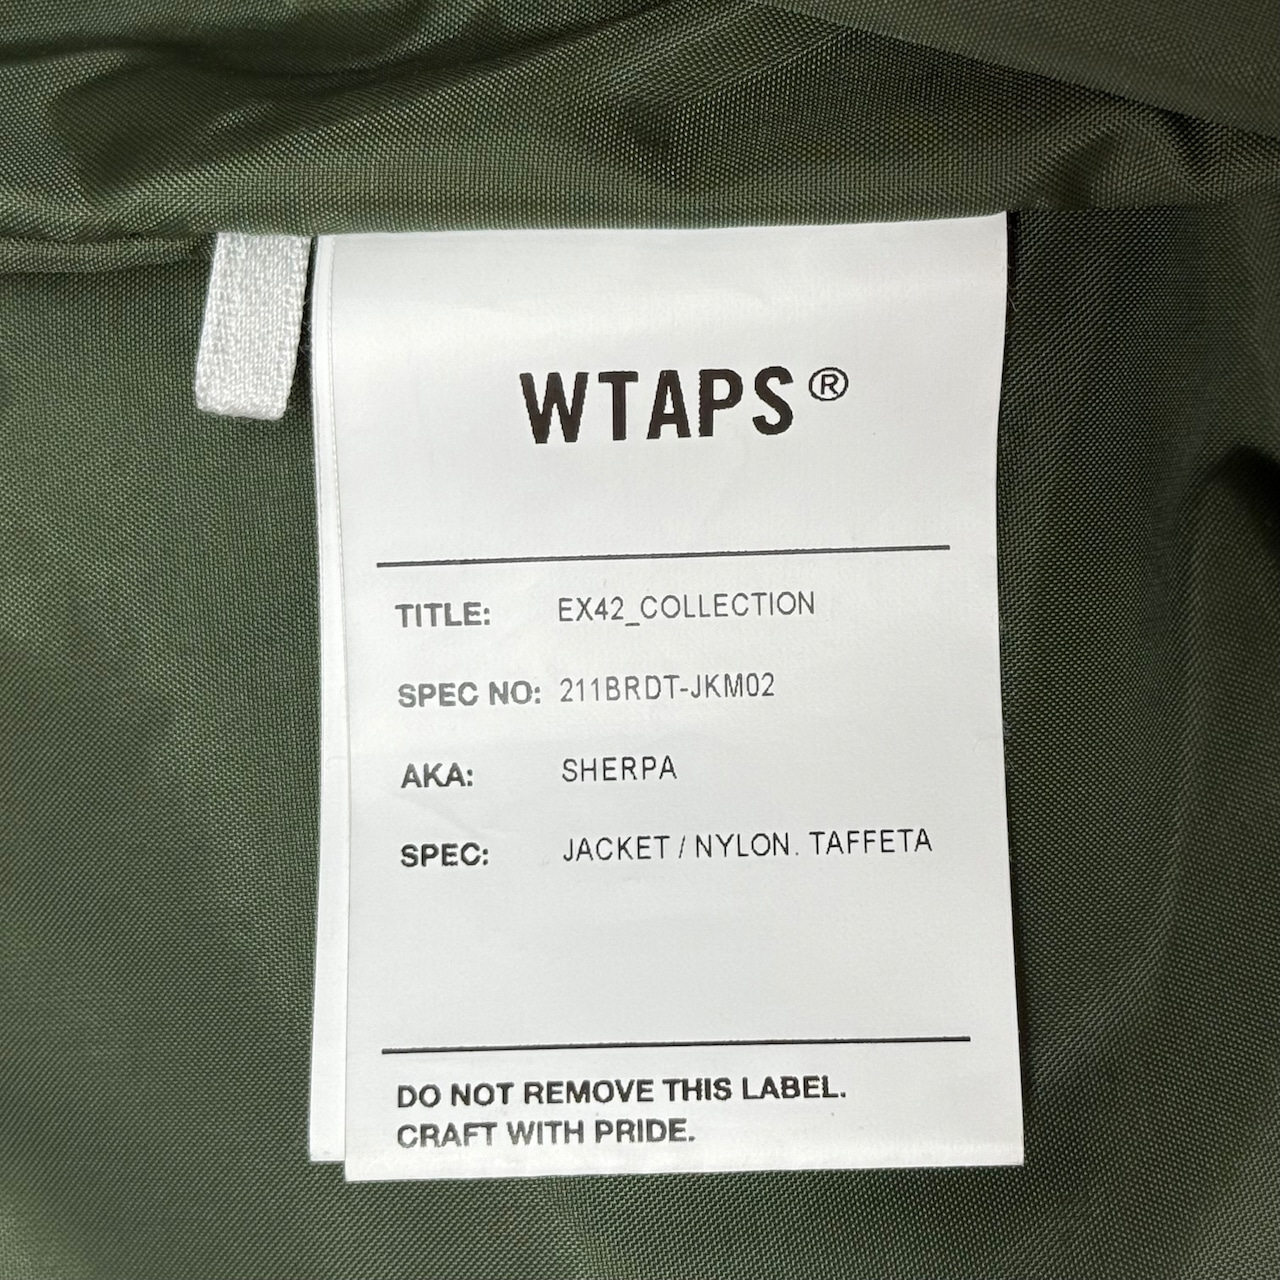 WTAPS®
TITLE: EX42_COLLECTION
SPEC NO: 211BRDT-JKM02
AKA: SHERPA
SPEC: JACKET / NYLON. TAFFETA
DO NOT REMOVE THIS LABEL.
CRAFT WITH PRIDE.